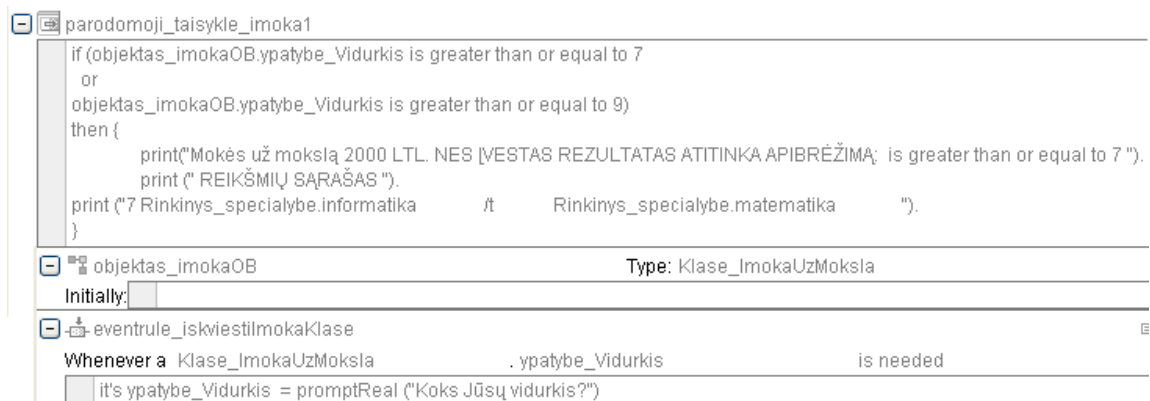 parodomoji_taisykle_imoka1
if (objektas_imokaOB.ypatybe_Vidurkis is greater than or equal to 7
or
objektas_imokaOB.ypatybe_Vidurkis is greater than or equal to 9)
then {
print("Mokės už mokslą 2000 LTL. NES ĮVESTAS REZULTATAS ATITINKA APIBRĖŽIMĄ:  is greater than or equal to 7 ").
print (" REIKŠMIŲ SĄRAŠAS ").
print ("7 Rinkinys_specialybe.informatika /t Rinkinys_specialybe.matematika ").
}
objektas_imokaOB Type: Klase_ImokaUzMoksla
Initially:
eventrule_iskviestiImokaKlase
Whenever a Klase_ImokaUzMoksla . ypatybe_Vidurkis is needed
it's ypatybe_Vidurkis = promptReal ("Koks Jūsų vidurkis?")